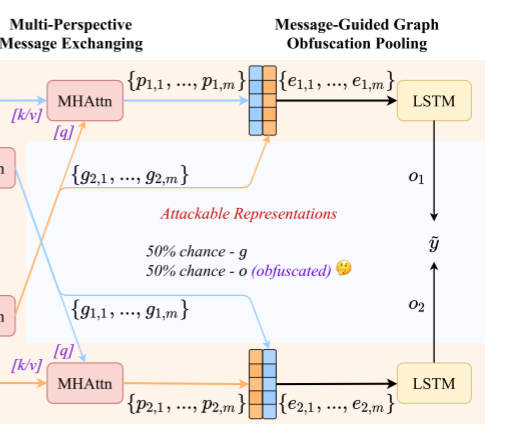 Multi-Perspective
Message Exchanging
Message-Guided Graph
Obfuscation Pooling
{p1,1, ..., p1,m}
{e1,1, ..., e1,m}
MHAttn
LSTM
[k/v]
[q]
n
{g2,1, ..., g2,m}
o1
Attackable Representations
ỹ
50% chance - g
50% chance - o (obfuscated) 🤔
{g1,1, ..., g1,m}
o2
n
[q]
[k/v]
MHAttn
LSTM
{p2,1, ..., p2,m}
{e2,1, ..., e2,m}